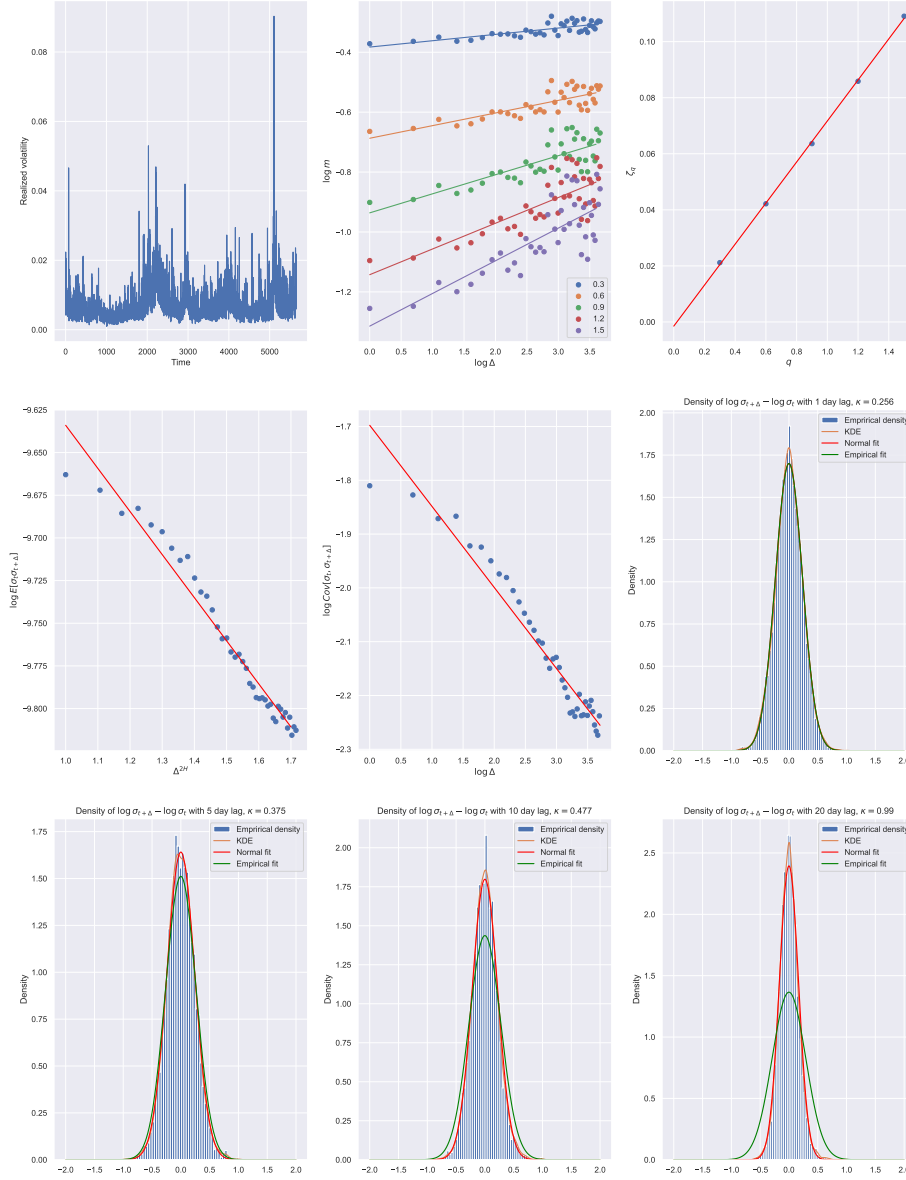 0.08
0.06
0.04
0.02
0.00
Realized volatility
0 1000 2000 3000 4000 5000
Time
−0.4
−0.6
−0.8
−1.0
−1.2
log m
0.3
0.6
0.9
1.2
1.5
0.0 0.5 1.0 1.5 2.0 2.5 3.0 3.5
log Δ
0.10
0.08
0.06
0.04
0.02
0.00
ζq
0.0 0.2 0.4 0.6 0.8 1.0 1.2 1.4
q
−9.625
−9.650
−9.675
−9.700
−9.725
−9.750
−9.775
−9.800
log E[σtσt+Δ]
1.0 1.1 1.2 1.3 1.4 1.5 1.6 1.7
Δ^2H
−1.7
−1.8
−1.9
−2.0
−2.1
−2.2
−2.3
log Cov[σt, σt+Δ]
0.0 0.5 1.0 1.5 2.0 2.5 3.0 3.5
log Δ
Density of log σt+Δ − log σt with 1 day lag, κ = 0.256
2.00
1.75
1.50
1.25
1.00
0.75
0.50
0.25
0.00
Density
Emprirical density
KDE
Normal fit
Empirical fit
−2.0 −1.5 −1.0 −0.5 0.0 0.5 1.0 1.5 2.0
Density of log σt+Δ − log σt with 5 day lag, κ = 0.375
1.75
1.50
1.25
1.00
0.75
0.50
0.25
0.00
Density
Emprirical density
KDE
Normal fit
Empirical fit
−2.0 −1.5 −1.0 −0.5 0.0 0.5 1.0 1.5 2.0
Density of log σt+Δ − log σt with 10 day lag, κ = 0.477
2.00
1.75
1.50
1.25
1.00
0.75
0.50
0.25
0.00
Density
Emprirical density
KDE
Normal fit
Empirical fit
−2.0 −1.5 −1.0 −0.5 0.0 0.5 1.0 1.5 2.0
Density of log σt+Δ − log σt with 20 day lag, κ = 0.99
2.5
2.0
1.5
1.0
0.5
0.0
Density
Emprirical density
KDE
Normal fit
Empirical fit
−2.0 −1.5 −1.0 −0.5 0.0 0.5 1.0 1.5 2.0